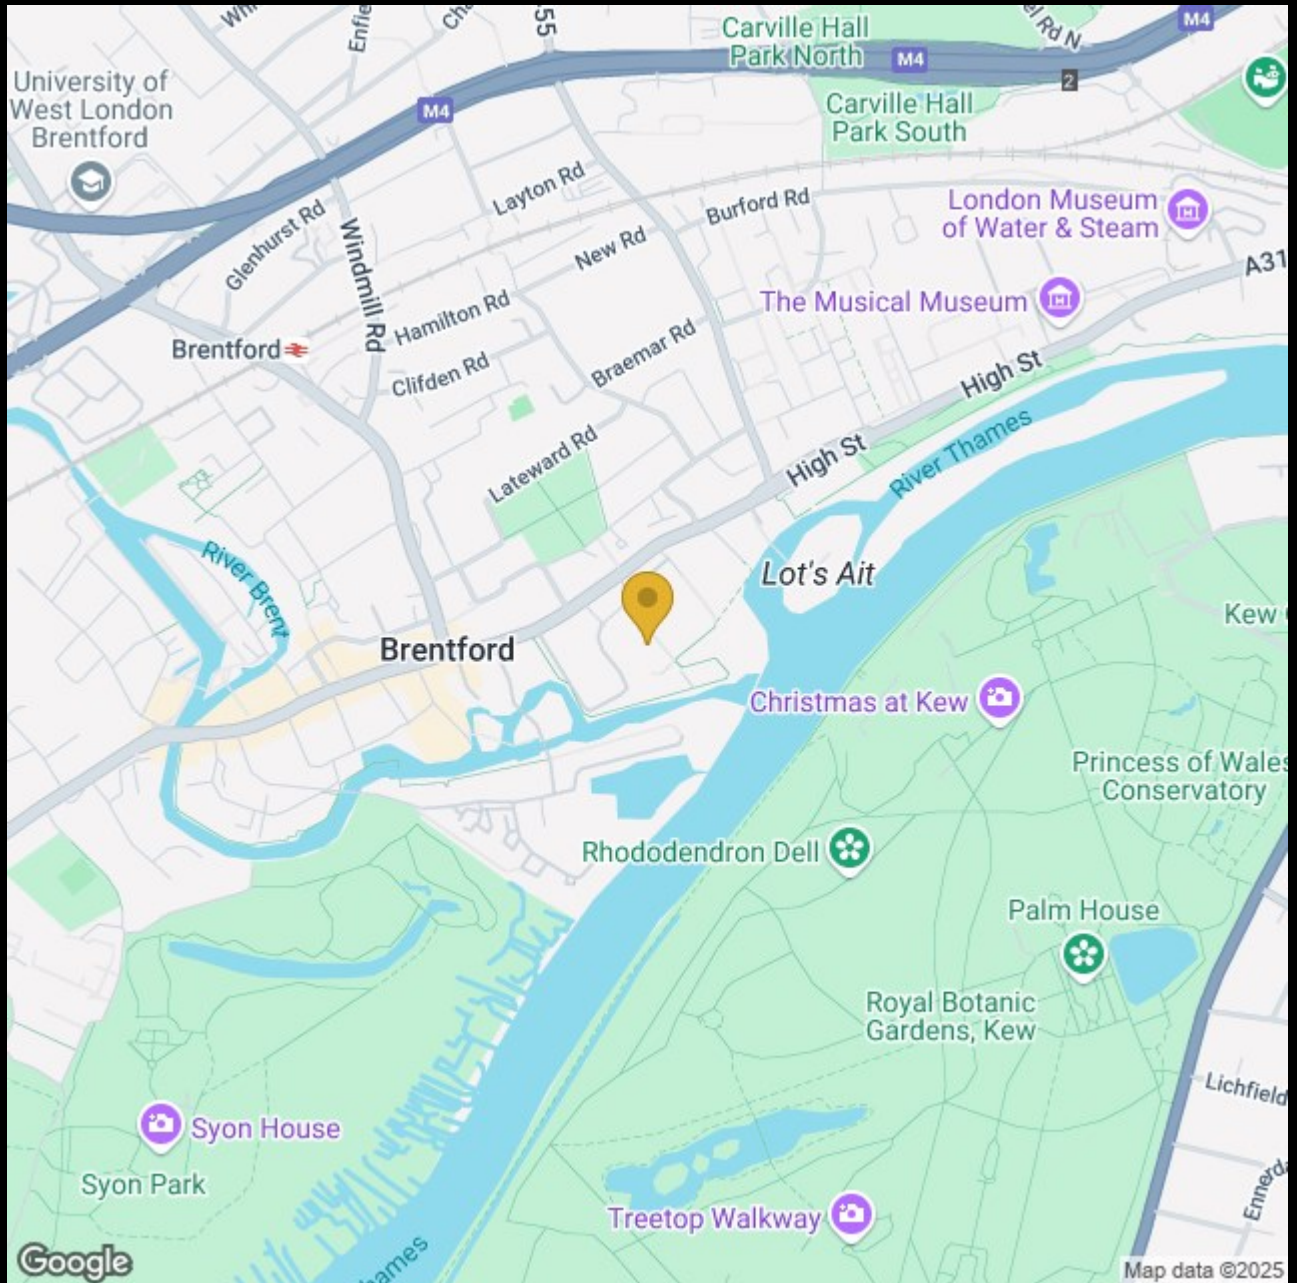 55
M4
Carville Hall
Park North
M4
2
University of
West London
Brentford
M4
Carville Hall
Park South
Layton Rd
Burford Rd
London Museum
of Water & Steam
Glenhurst Rd
Windmill Rd
New Rd
A31
Hamilton Rd
The Musical Museum
Brentford
Clifden Rd
Braemar Rd
High St
Lateward Rd
High St
River Thames
River Brent
Lot's Ait
Kew
Brentford
Christmas at Kew
Princess of Wales
Conservatory
Rhododendron Dell
Palm House
Royal Botanic
Gardens, Kew
Lichfield
Syon House
Syon Park
Treetop Walkway
Ennerda
hames
Google
Map data ©2025